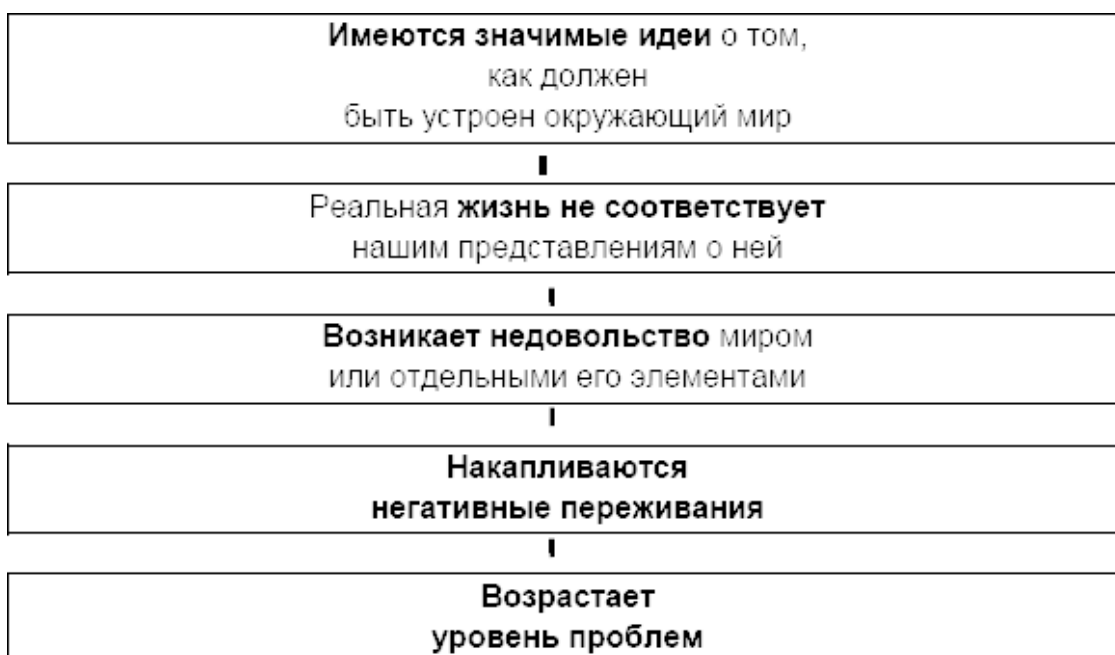 Имеются значимые идеи о том,
как должен
быть устроен окружающий мир
Реальная жизнь не соответствует
нашим представлениям о ней
Возникает недовольство миром
или отдельными его элементами
Накапливаются
негативные переживания
Возрастает
уровень проблем